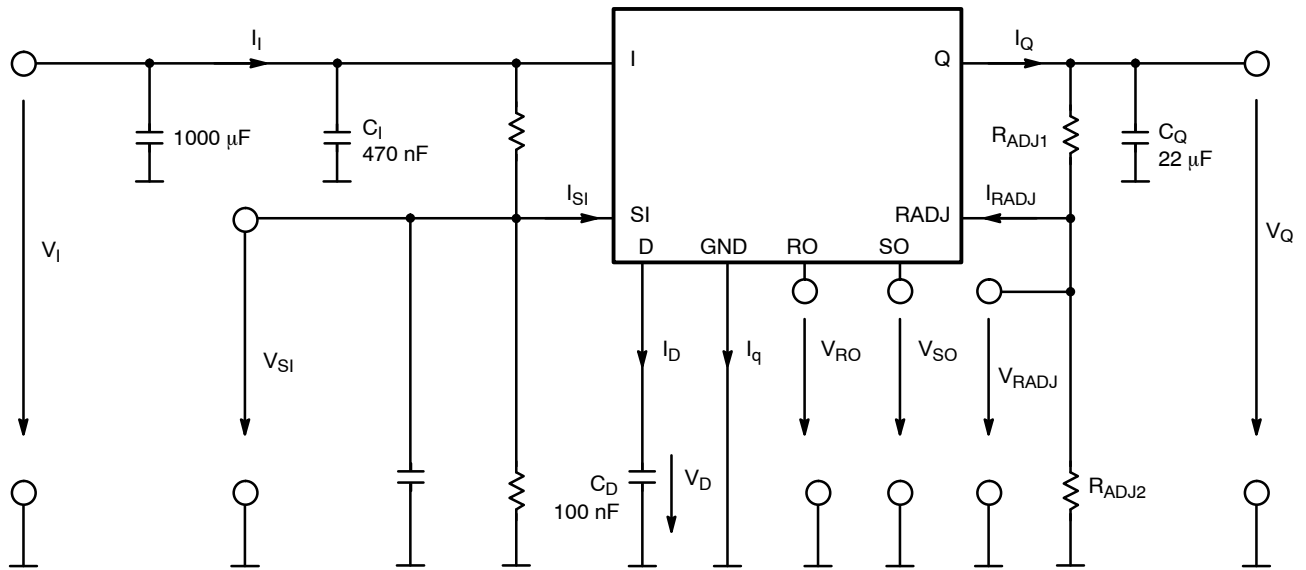 I_I
I
Q
I_Q
1000 μF
C_I
470 nF
R_ADJ1
C_Q
22 μF
I_SI
SI
RADJ
I_RADJ
D
GND
RO
SO
V_I
V_Q
V_SI
I_D
I_q
V_RO
V_SO
V_RADJ
C_D
100 nF
V_D
R_ADJ2